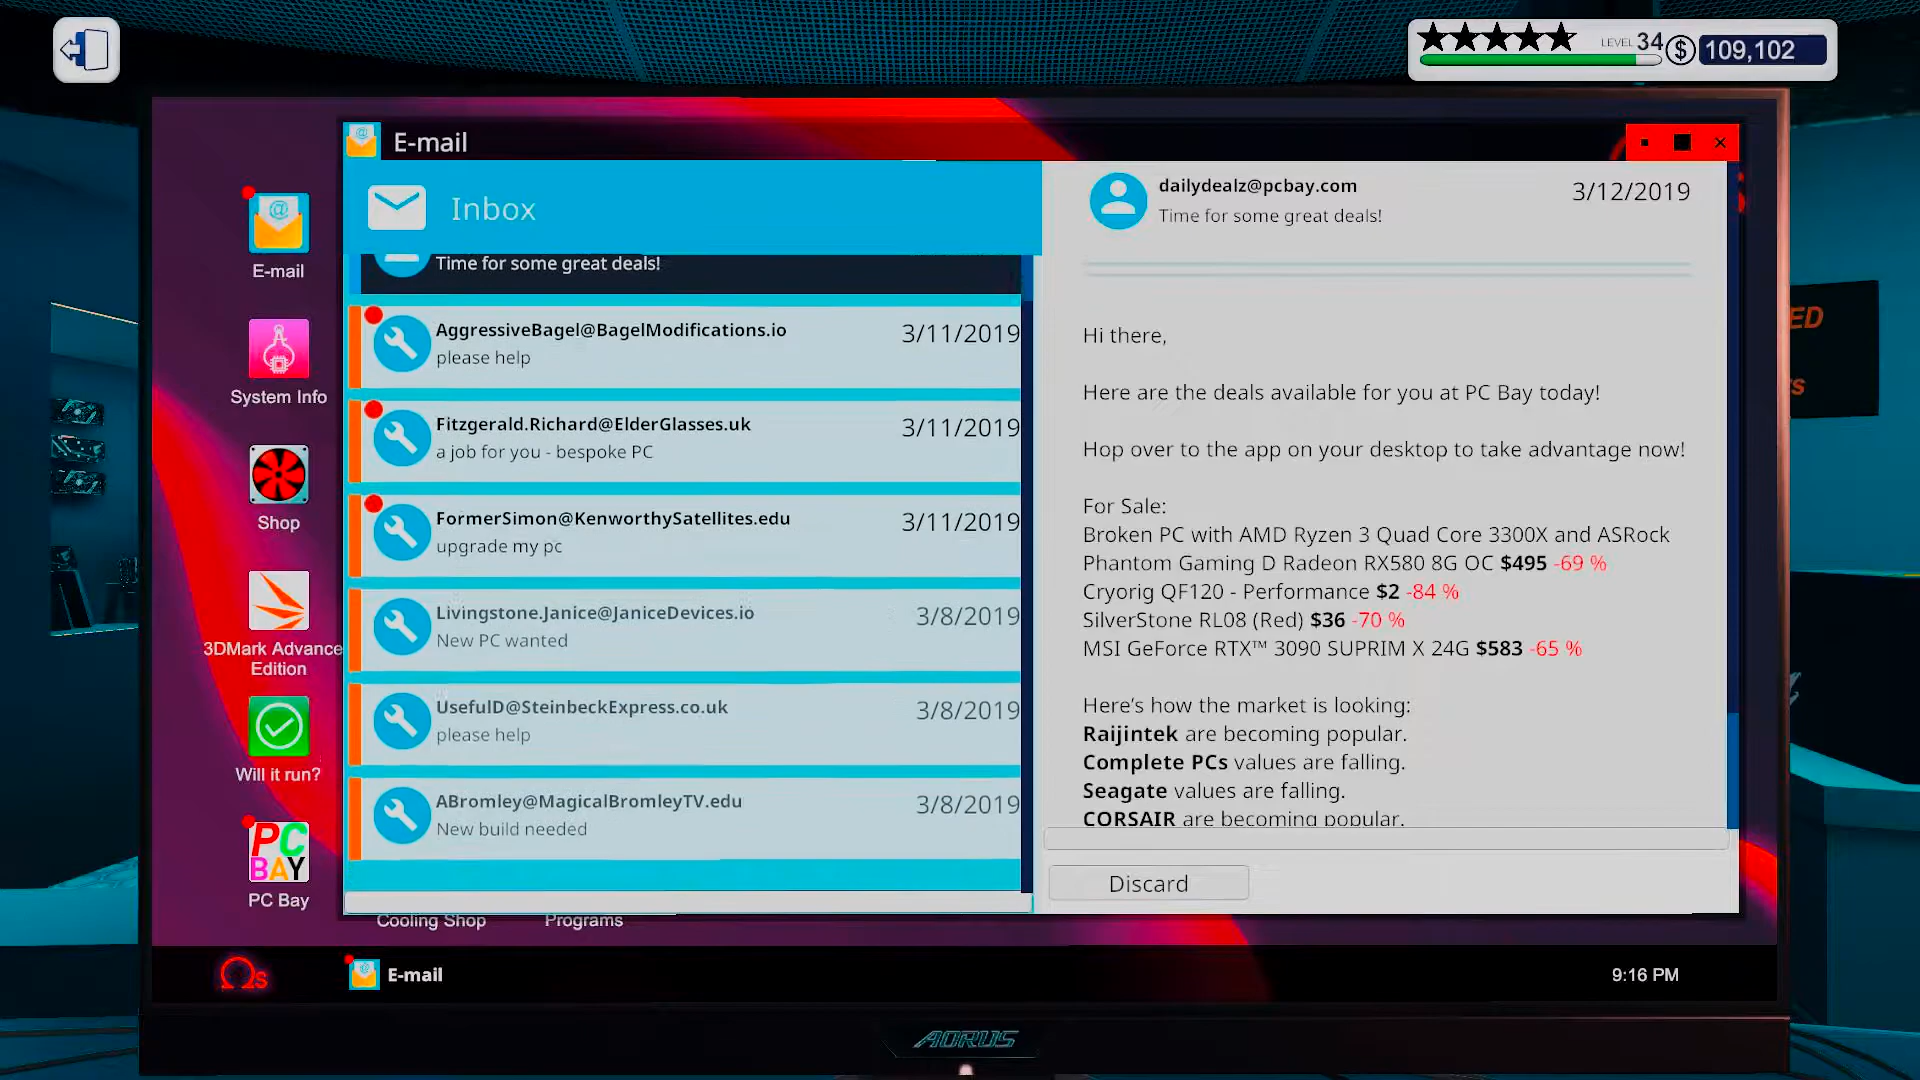 LEVEL 34
109,102
E-mail
Inbox
Time for some great deals!
AggressiveBagel@BagelModifications.io
3/11/2019
please help
Fitzgerald.Richard@ElderGlasses.uk
3/11/2019
a job for you - bespoke PC
FormerSimon@KenworthySatellites.edu
3/11/2019
upgrade my pc
Livingstone.Janice@JaniceDevices.io
3/8/2019
New PC wanted
UsefulD@SteinbeckExpress.co.uk
3/8/2019
please help
ABromley@MagicalBromleyTV.edu
3/8/2019
New build needed
dailydealz@pcbay.com
3/12/2019
Time for some great deals!
Hi there,
Here are the deals available for you at PC Bay today!
Hop over to the app on your desktop to take advantage now!
For Sale:
Broken PC with AMD Ryzen 3 Quad Core 3300X and ASRock
Phantom Gaming D Radeon RX580 8G OC $495 -69 %
Cryorig QF120 - Performance $2 -84 %
SilverStone RL08 (Red) $36 -70 %
MSI GeForce RTX™ 3090 SUPRIM X 24G $583 -65 %
Here's how the market is looking:
Raijintek are becoming popular.
Complete PCs values are falling.
Seagate values are falling.
CORSAIR are becoming popular.
Discard
E-mail
System Info
Shop
3DMark Advance
Edition
Will it run?
PC
BAY
PC Bay
Cooling Shop
Programs
Ωs
E-mail
9:16 PM
AORUS